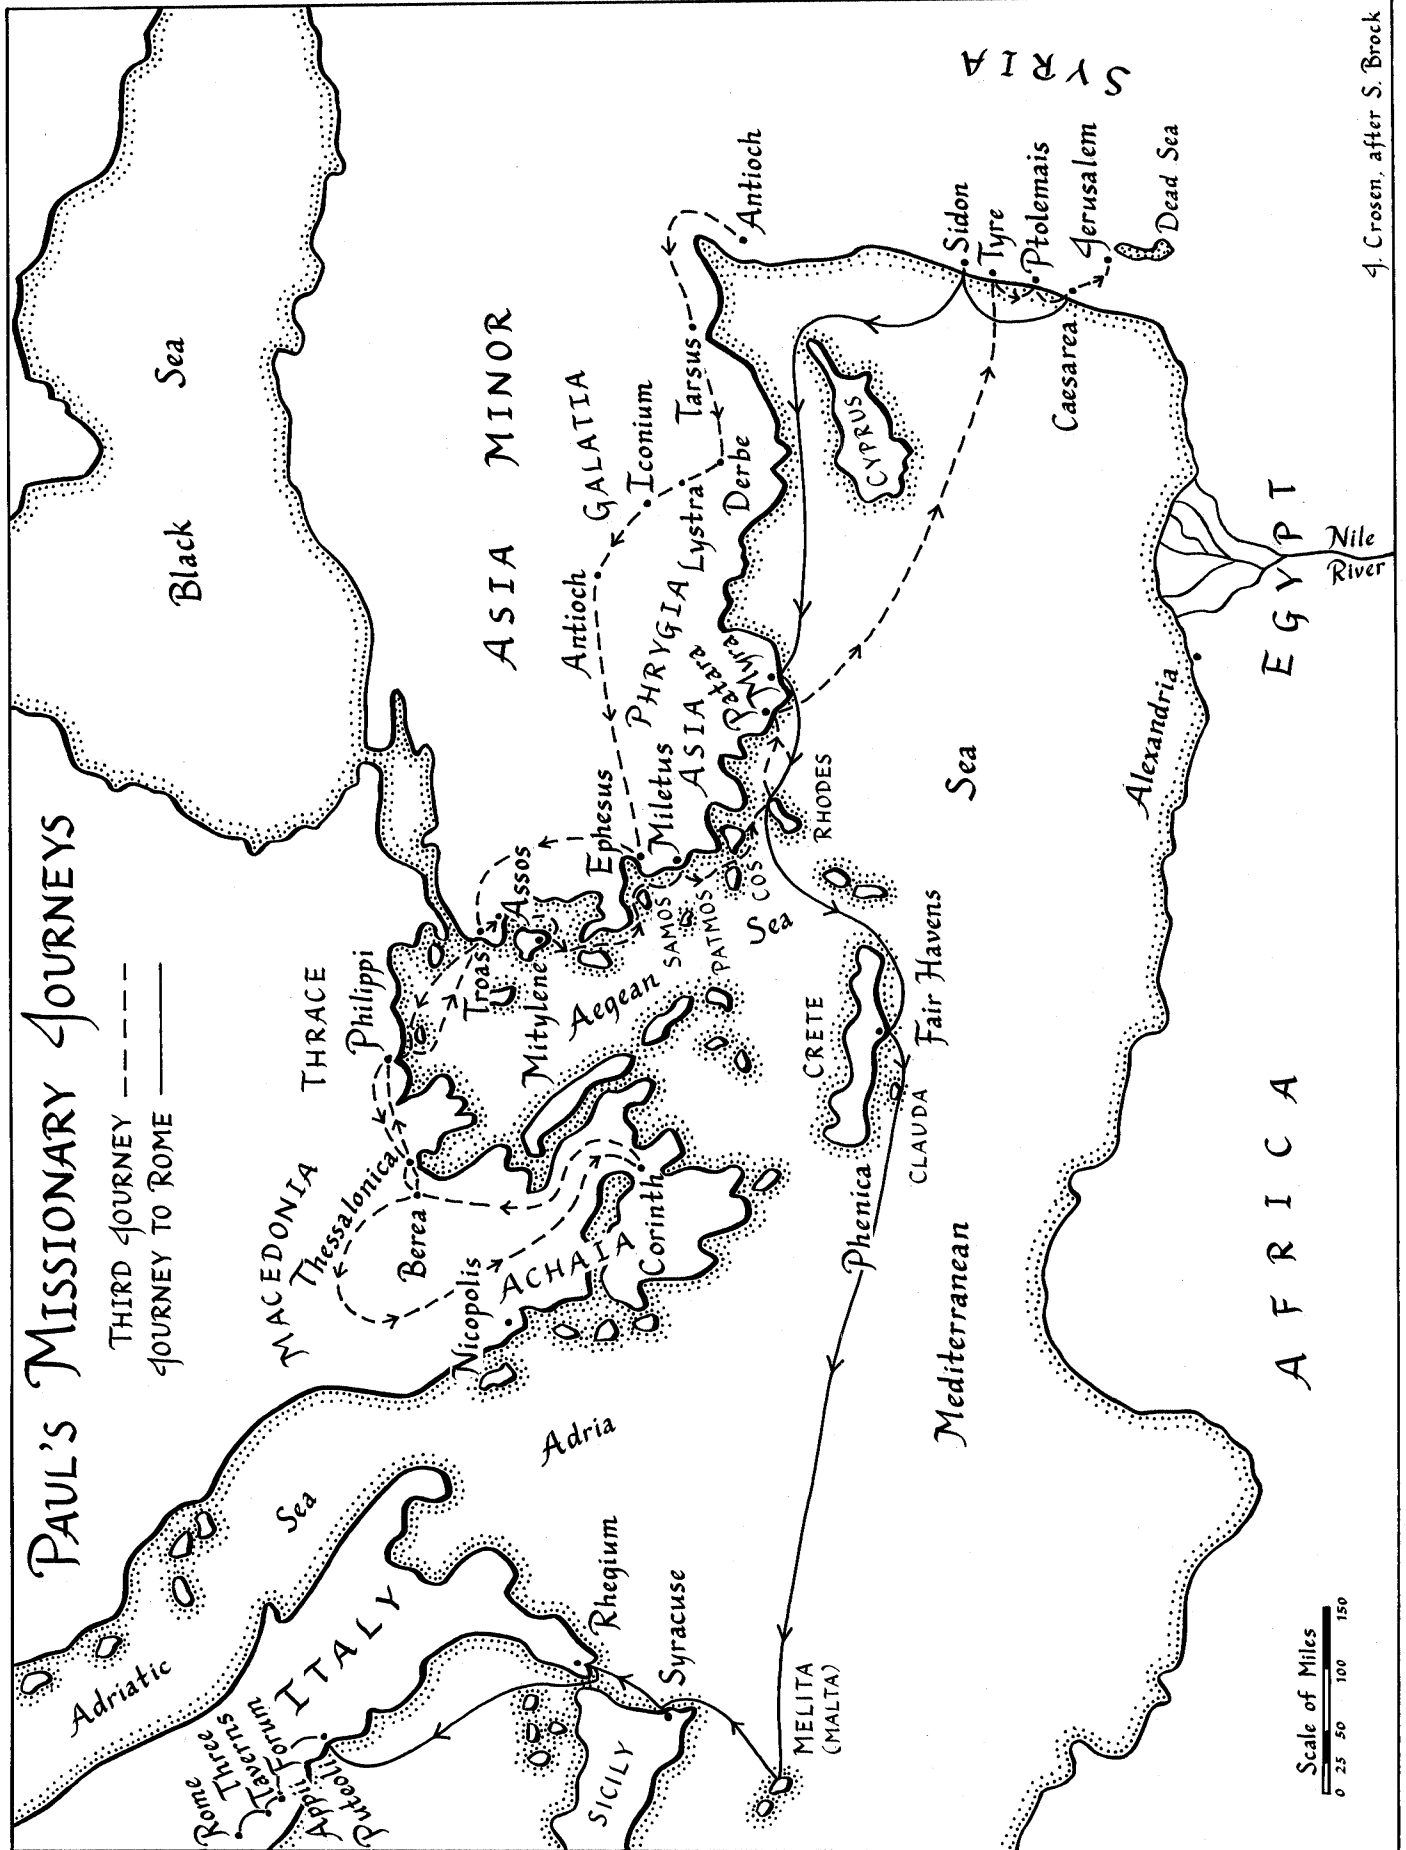 PAUL'S MISSIONARY JOURNEYS
THIRD JOURNEY
JOURNEY TO ROME
Black
Sea
Adriatic
Sea
Adria
Aegean
Sea
Mediterranean
Sea
Dead Sea
ITALY
Rome
Three
Taverns
Appii Forum
Puteoli
Rhegium
SICILY
Syracuse
MELITA
(MALTA)
MACEDONIA
THRACE
Philippi
Thessalonica
Berea
Nicopolis
ACHAIA
Corinth
Troas
Assos
Mitylene
Ephesus
Miletus
SAMOS
PATMOS
COS
RHODES
CRETE
Fair Havens
Phenica
CLAUDA
ASIA MINOR
GALATIA
PHRYGIA
ASIA
Antioch
Iconium
Lystra
Derbe
Tarsus
Patara
Myra
Antioch
CYPRUS
SYRIA
Sidon
Tyre
Ptolemais
Caesarea
Jerusalem
Alexandria
EGYPT
Nile
River
AFRICA
Scale of Miles
0 25 50 100 150
J. Crosen, after S. Brock